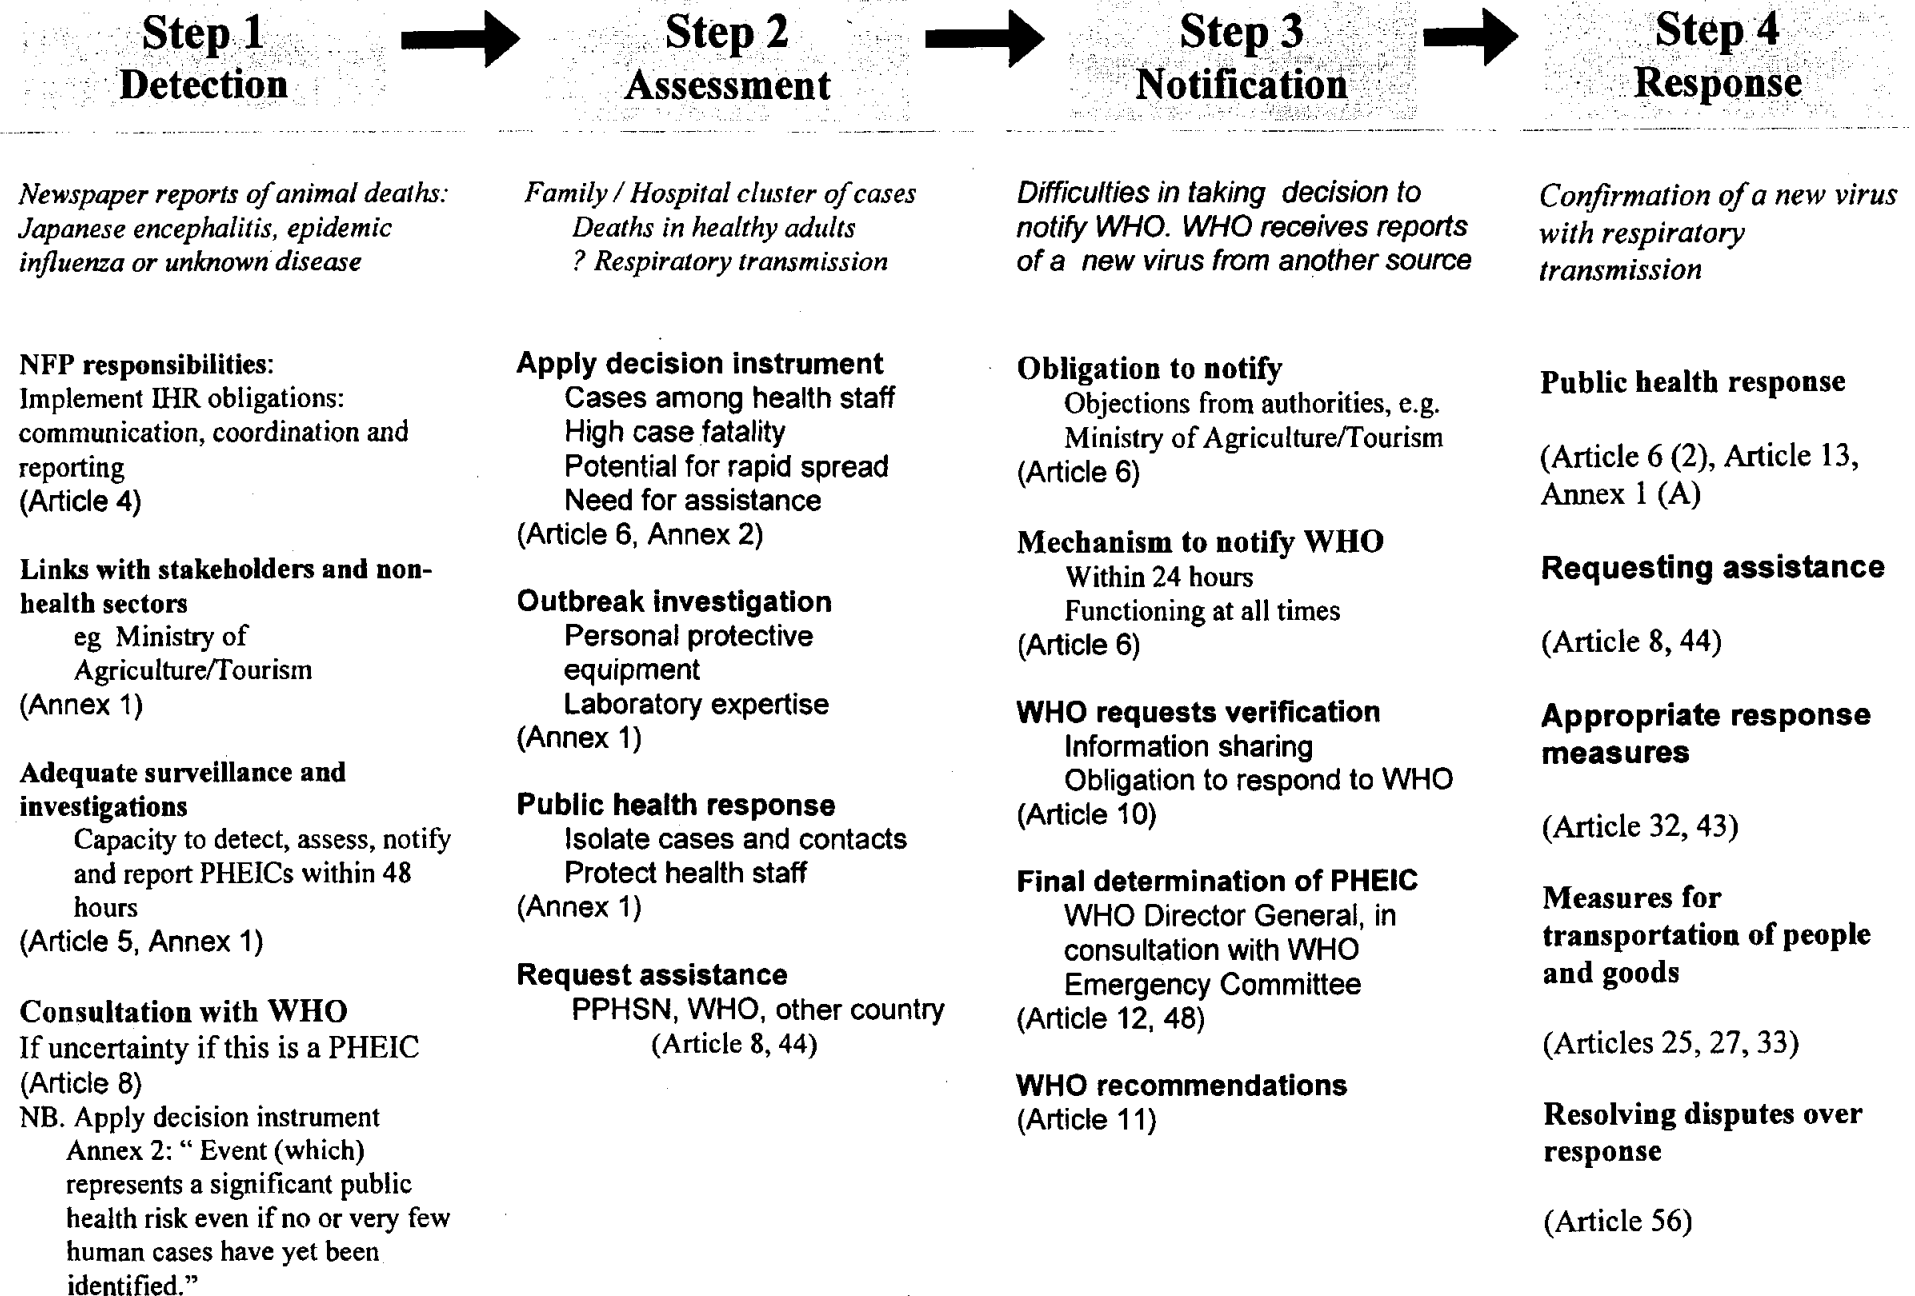 Step 1
Detection
Step 2
Assessment
Step 3
Notification
Step 4
Response
Newspaper reports of animal deaths:
Japanese encephalitis, epidemic
influenza or unknown disease
NFP responsibilities:
Implement IHR obligations:
communication, coordination and
reporting
(Article 4)
Links with stakeholders and non-
health sectors
eg Ministry of
Agriculture/Tourism
(Annex 1)
Adequate surveillance and
investigations
Capacity to detect, assess, notify
and report PHEICs within 48
hours
(Article 5, Annex 1)
Consultation with WHO
If uncertainty if this is a PHEIC
(Article 8)
NB. Apply decision instrument
Annex 2: “ Event (which)
represents a significant public
health risk even if no or very few
human cases have yet been
identified.”
Family / Hospital cluster of cases
Deaths in healthy adults
? Respiratory transmission
Apply decision instrument
Cases among health staff
High case fatality
Potential for rapid spread
Need for assistance
(Article 6, Annex 2)
Outbreak investigation
Personal protective
equipment
Laboratory expertise
(Annex 1)
Public health response
Isolate cases and contacts
Protect health staff
(Annex 1)
Request assistance
PPHSN, WHO, other country
(Article 8, 44)
Difficulties in taking decision to
notify WHO. WHO receives reports
of a new virus from another source
Obligation to notify
Objections from authorities, e.g.
Ministry of Agriculture/Tourism
(Article 6)
Mechanism to notify WHO
Within 24 hours
Functioning at all times
(Article 6)
WHO requests verification
Information sharing
Obligation to respond to WHO
(Article 10)
Final determination of PHEIC
WHO Director General, in
consultation with WHO
Emergency Committee
(Article 12, 48)
WHO recommendations
(Article 11)
Confirmation of a new virus
with respiratory
transmission
Public health response
(Article 6 (2), Article 13,
Annex 1 (A)
Requesting assistance
(Article 8, 44)
Appropriate response
measures
(Article 32, 43)
Measures for
transportation of people
and goods
(Articles 25, 27, 33)
Resolving disputes over
response
(Article 56)